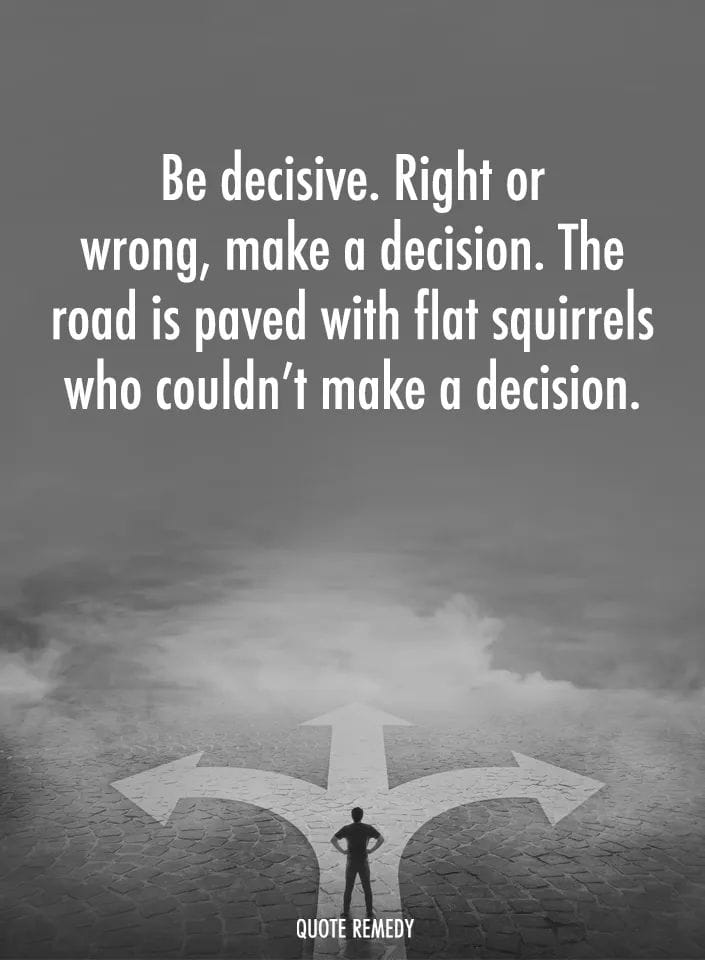 Be decisive. Right or
wrong, make a decision. The
road is paved with flat squirrels
who couldn’t make a decision.
QUOTE REMEDY